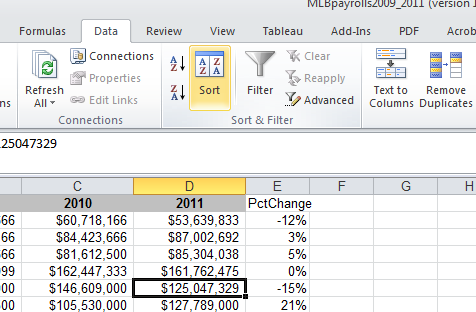 MLBpayrolls2009_2011 (version 1
Formulas Data Review View Tableau Add-Ins PDF Acrob
Refresh All
Connections
Properties
Edit Links
Connections
A Z
Z A
A Z Z A
Sort
Filter
Clear
Reapply
Advanced
Sort & Filter
Text to Columns
Remove Duplicates
ns
25047329
C D E F G H
2010 2011 PctChange
666 $60,718,166 $53,639,833 -12%
66 $84,423,666 $87,002,692 3%
66 $81,612,500 $85,304,038 5%
999 $162,447,333 $161,762,475 0%
00 $146,609,000 $125,047,329 -15%
500 $105,530,000 $127,789,000 21%